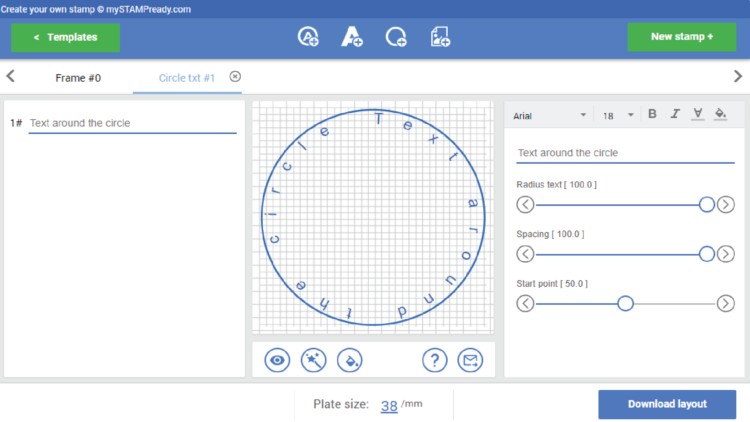 Create your own stamp © mySTAMPready.com
< Templates
New stamp +
Frame #0
Circle txt #1
1# Text around the circle
Text around the circle
Arial 18 B I A
Text around the circle
Radius text [ 100.0 ]
Spacing [ 100.0 ]
Start point [ 50.0 ]
?
Plate size: 38 /mm
Download layout